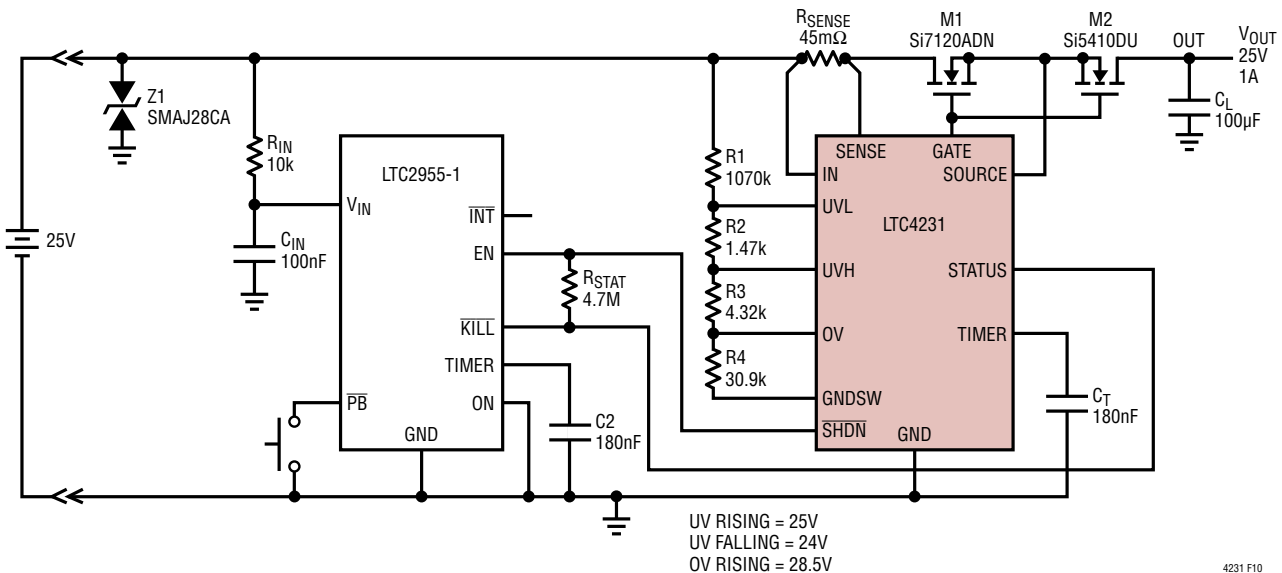 RSENSE
45mΩ
M1
Si7120ADN
M2
Si5410DU
OUT
VOUT
25V
1A
Z1
SMAJ28CA
RIN
10k
CIN
100nF
25V
LTC2955-1
VIN
INT
EN
KILL
TIMER
ON
PB
GND
RSTAT
4.7M
C2
180nF
R1
1070k
R2
1.47k
R3
4.32k
R4
30.9k
SENSE
GATE
IN
SOURCE
UVL
LTC4231
UVH
STATUS
OV
TIMER
GNDSW
SHDN
GND
CL
100µF
CT
180nF
UV RISING = 25V
UV FALLING = 24V
OV RISING = 28.5V
4231 F10